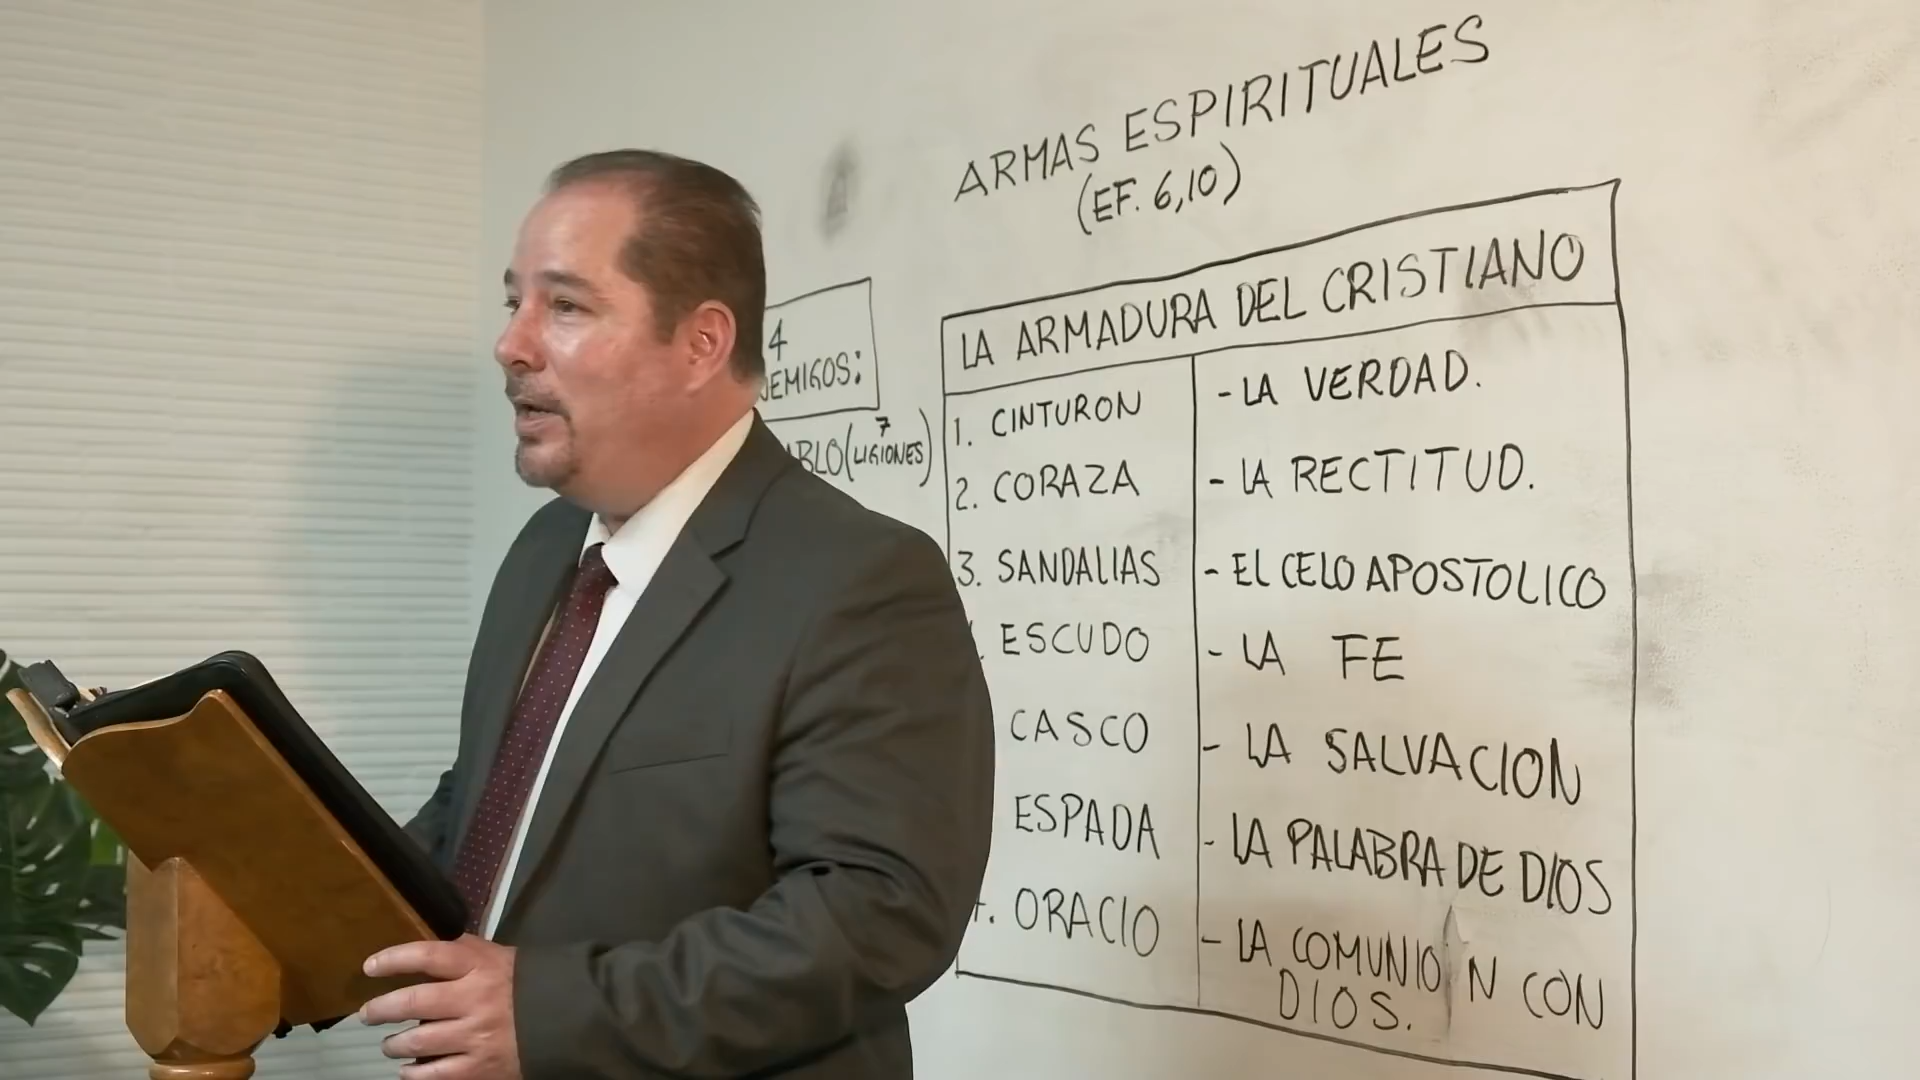 ARMAS ESPIRITUALES
(EF. 6,10)
4
EMIGOS:
7
BLO (LIGIONES)
LA ARMADURA DEL CRISTIANO
1. CINTURON - LA VERDAD.
2. CORAZA - LA RECTITUD.
3. SANDALIAS - EL CELO APOSTOLICO
. ESCUDO - LA FE
CASCO - LA SALVACION
ESPADA - LA PALABRA DE DIOS
. ORACIO - LA COMUNION CON
DIOS.